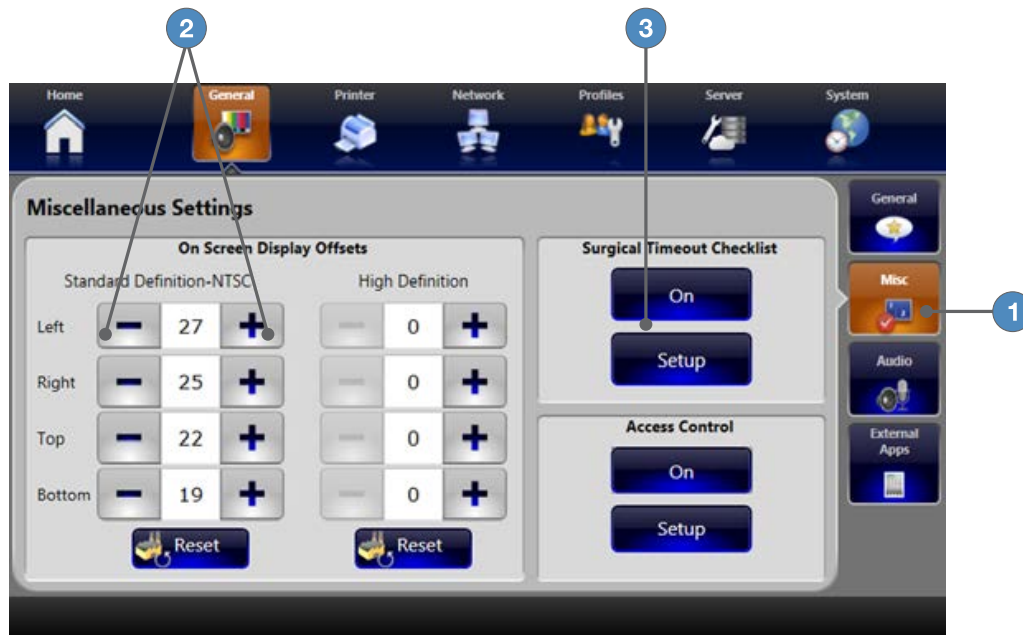 2 3
Home General Printer Network Profiles Server System
Miscellaneous Settings
General
On Screen Display Offsets
Surgical Timeout Checklist
Standard Definition-NTSC High Definition
On
Misc
1
Left 27 0
Setup
Right 25 0
Audio
Top 22 0
Access Control
External
Apps
On
Bottom 19 0
Setup
Reset Reset